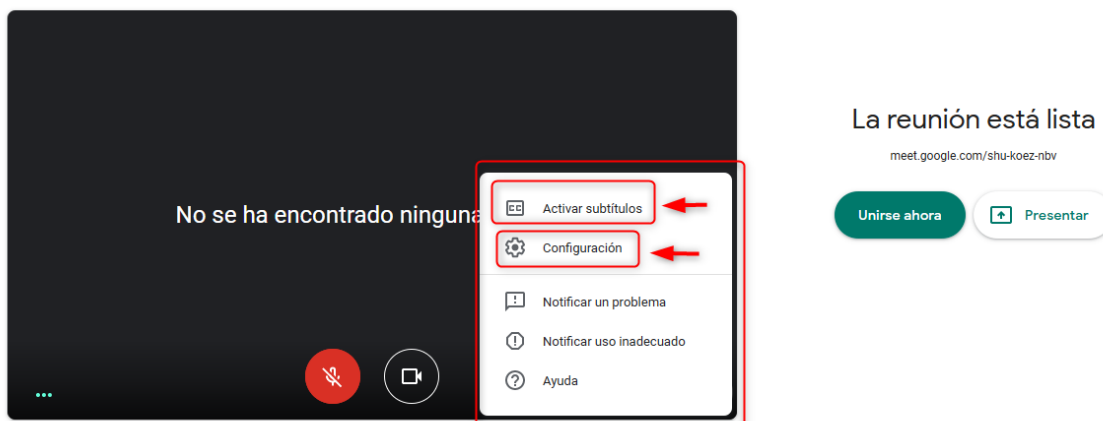 No se ha encontrado ninguna
CC Activar subtítulos
Configuración
Notificar un problema
Notificar uso inadecuado
Ayuda
La reunión está lista
meet.google.com/shu-koez-nbv
Unirse ahora
Presentar